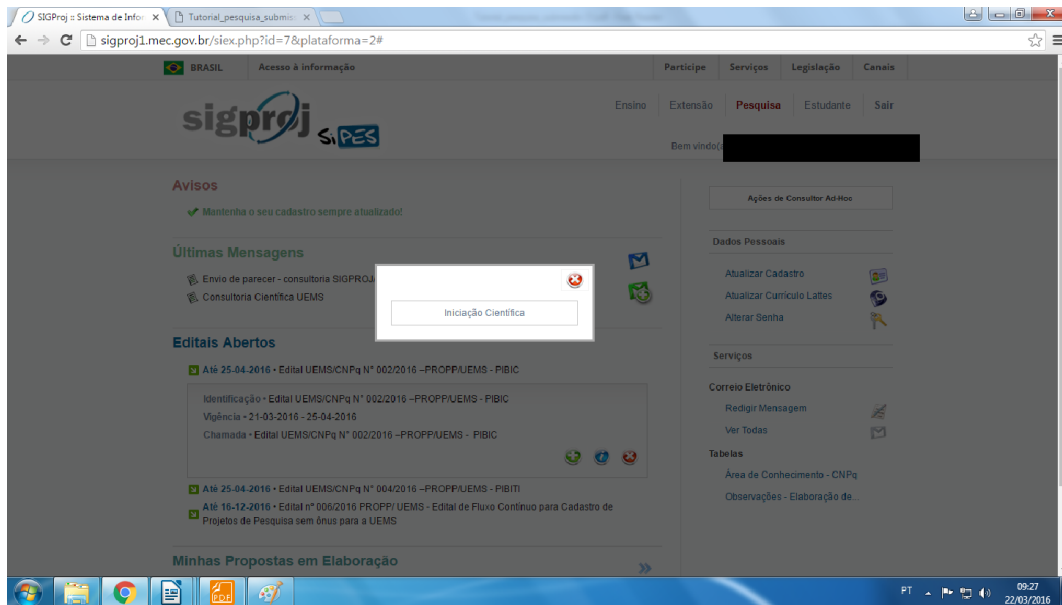 SIGProj :: Sistema de Infor
Tutorial_pesquisa_submis
sigproj1.mec.gov.br/siex.php?id=7&plataforma=2#
BRASIL Acesso à informação Participe Serviços Legislação Canais
sigproj SiPES
Ensino Extensão Pesquisa Estudante Sair
Bem vindo(a
Avisos
Mantenha o seu cadastro sempre atualizado!
Últimas Mensagens
Envio de parecer - consultoria SIGPROJ
Consultoria Científica UEMS
Iniciação Científica
Editais Abertos
Até 25-04-2016 • Edital UEMS/CNPq N° 002/2016 –PROPP/UEMS - PIBIC
Identificação • Edital UEMS/CNPq N° 002/2016 –PROPP/UEMS - PIBIC
Vigência • 21-03-2016 - 25-04-2016
Chamada • Edital UEMS/CNPq N° 002/2016 –PROPP/UEMS - PIBIC
Até 25-04-2016 • Edital UEMS/CNPq N° 004/2016 –PROPP/UEMS - PIBITI
Até 16-12-2016 • Edital nº 006/2016 PROPP/ UEMS - Edital de Fluxo Contínuo para Cadastro de
Projetos de Pesquisa sem ônus para a UEMS
Minhas Propostas em Elaboração
Ações de Consultor Ad-Hoc
Dados Pessoais
Atualizar Cadastro
Atualizar Currículo Lattes
Alterar Senha
Serviços
Correio Eletrônico
Redigir Mensagem
Ver Todas
Tabelas
Área de Conhecimento - CNPq
Observações - Elaboração de...
PDF
PT
09:27
22/03/2016